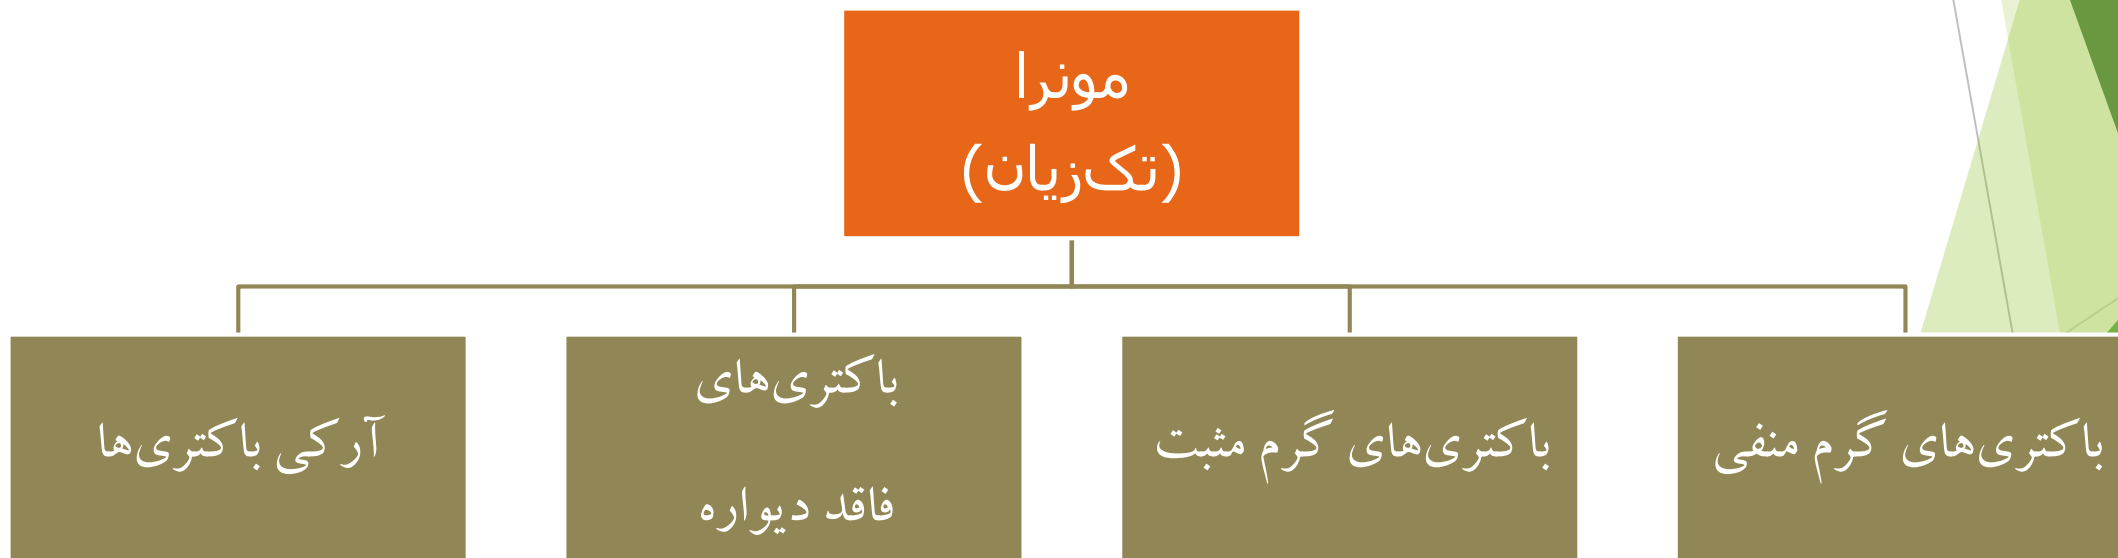 مونرا
(تک‌زیان)
باکتری‌های گرم منفی
باکتری‌های گرم مثبت
باکتری‌های
فاقد دیواره
آرکی باکتری‌ها